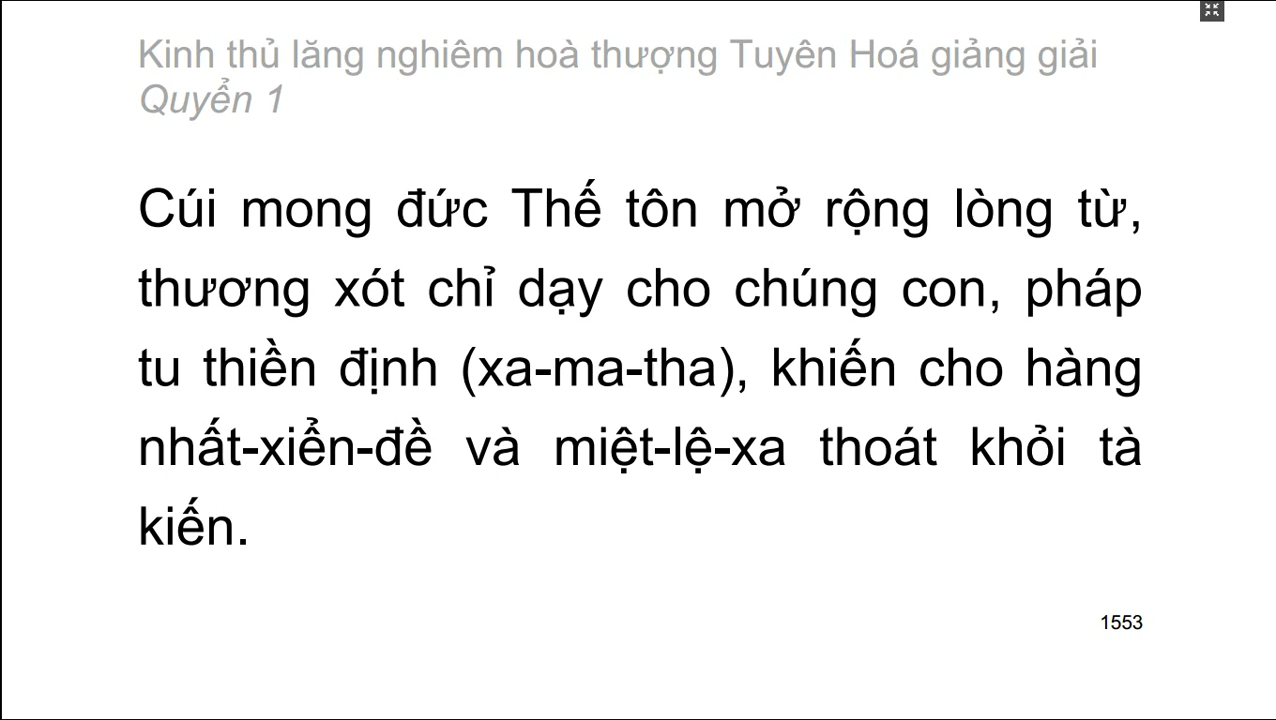 Kinh thủ lăng nghiêm hoà thượng Tuyên Hoá giảng giải
Quyển 1
Cúi mong đức Thế tôn mở rộng lòng từ,
thương xót chỉ dạy cho chúng con, pháp
tu thiền định (xa-ma-tha), khiến cho hàng
nhất-xiển-đề và miệt-lệ-xa thoát khỏi tà
kiến.
1553